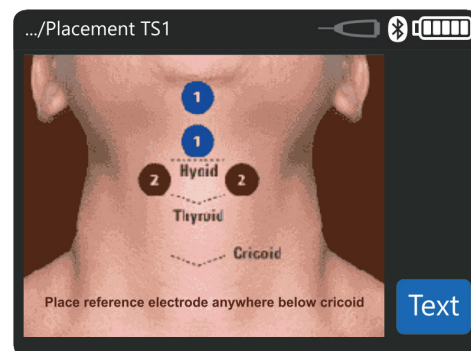 .../Placement TS1
1
1
Hyoid
2 2
Thyroid
Cricoid
Place reference electrode anywhere below cricoid
Text